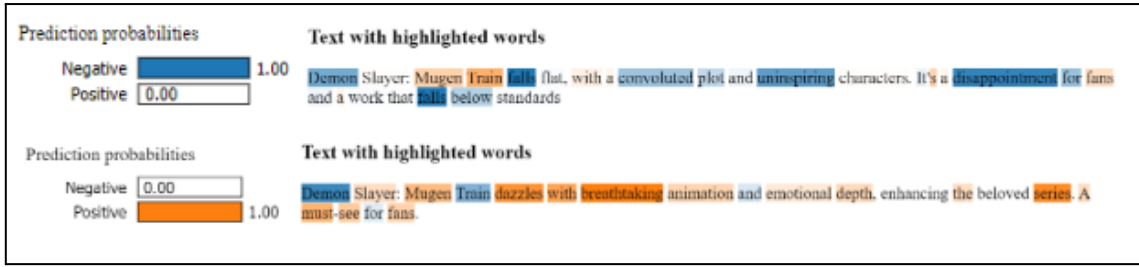 Prediction probabilities
Negative 1.00
Positive 0.00
Text with highlighted words
Demon Slayer: Mugen Train falls flat, with a convoluted plot and uninspiring characters. It's a disappointment for fans
and a work that falls below standards
Prediction probabilities
Negative 0.00
Positive 1.00
Text with highlighted words
Demon Slayer: Mugen Train dazzles with breathtaking animation and emotional depth, enhancing the beloved series. A
must-see for fans.